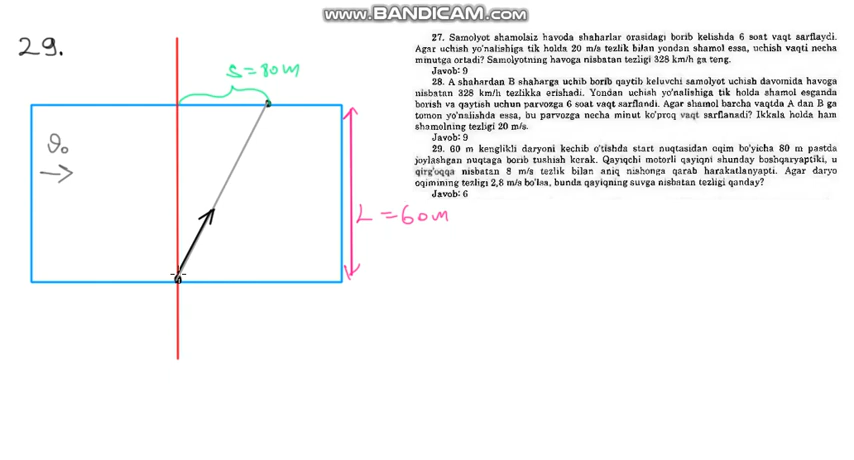 www.BANDICAM.com
29.
S=80m
ϑ₀
L=60m
27. Samolyot shamolsiz havoda shaharlar orasidagi borib kelishda 6 soat vaqt sarflaydi.
Agar uchish yo'nalishiga tik holda 20 m/s tezlik bilan yondan shamol essa, uchish vaqti necha
minutga ortadi? Samolyotning havoga nisbatan tezligi 328 km/h ga teng.
Javob: 9
28. A shahardan B shaharga uchib borib qaytib keluvchi samolyot uchish davomida havoga
nisbatan 328 km/h tezlikka erishadi. Yondan uchish yo'nalishiga tik holda shamol esganda
borish va qaytish uchun parvozga 6 soat vaqt sarflandi. Agar shamol barcha vaqtda A dan B ga
tomon yo'nalishda essa, bu parvozga necha minut ko'proq vaqt sarflanadi? Ikkala holda ham
shamolning tezligi 20 m/s.
Javob: 9
29. 60 m kenglikli daryoni kechib o'tishda start nuqtasidan oqim bo'yicha 80 m pastda
joylashgan nuqtaga borib tushish kerak. Qayiqchi motorli qayiqni shunday boshqaryaptiki, u
qirg'oqqa nisbatan 8 m/s tezlik bilan aniq nishonga qarab harakatlanyapti. Agar daryo
oqimining tezligi 2,8 m/s bo'lsa, bunda qayiqning suvga nisbatan tezligi qanday?
Javob: 6